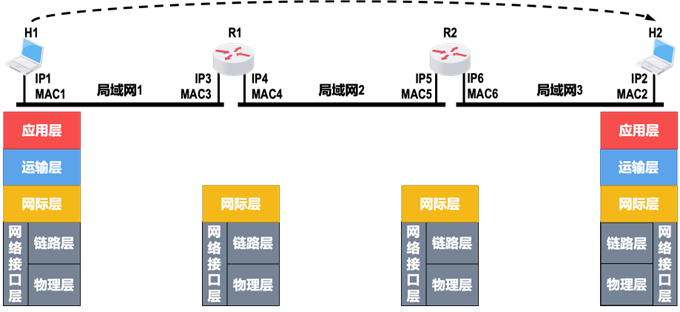 H1
R1
R2
H2
IP1
MAC1
局域网1
IP3
MAC3
IP4
MAC4
局域网2
IP5
MAC5
IP6
MAC6
局域网3
IP2
MAC2
应用层
运输层
网际层
网络接口层
链路层
物理层
网际层
网络接口层
链路层
物理层
网际层
网络接口层
链路层
物理层
应用层
运输层
网际层
链路层
物理层
网络接口层